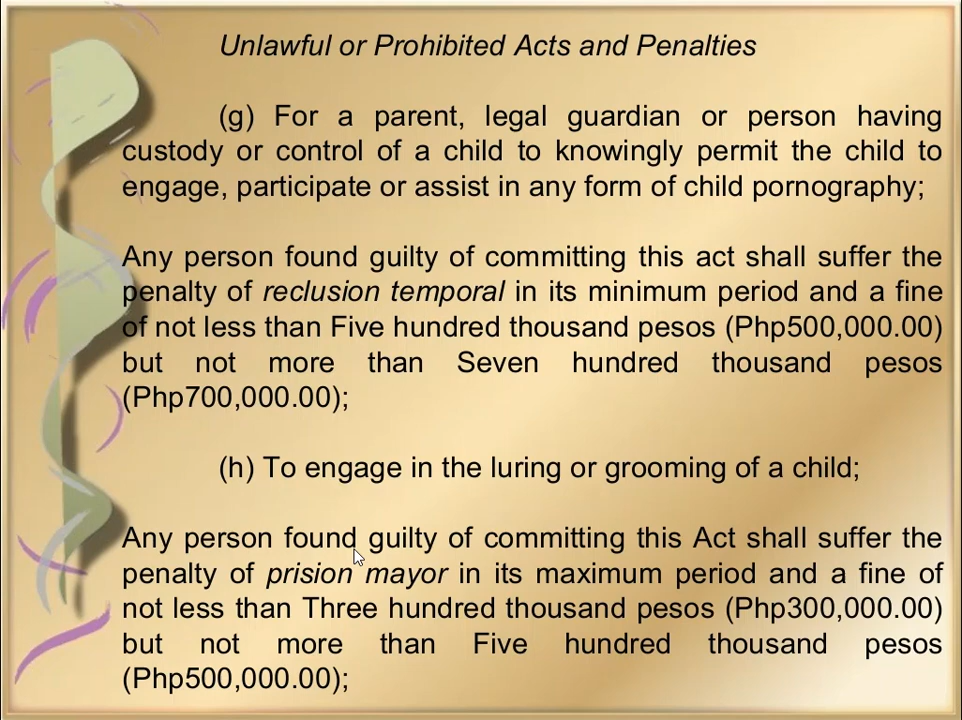 Unlawful or Prohibited Acts and Penalties
(g) For a parent, legal guardian or person having
custody or control of a child to knowingly permit the child to
engage, participate or assist in any form of child pornography;
Any person found guilty of committing this act shall suffer the
penalty of reclusion temporal in its minimum period and a fine
of not less than Five hundred thousand pesos (Php500,000.00)
but not more than Seven hundred thousand pesos
(Php700,000.00);
(h) To engage in the luring or grooming of a child;
Any person found guilty of committing this Act shall suffer the
penalty of prision mayor in its maximum period and a fine of
not less than Three hundred thousand pesos (Php300,000.00)
but not more than Five hundred thousand pesos
(Php500,000.00);